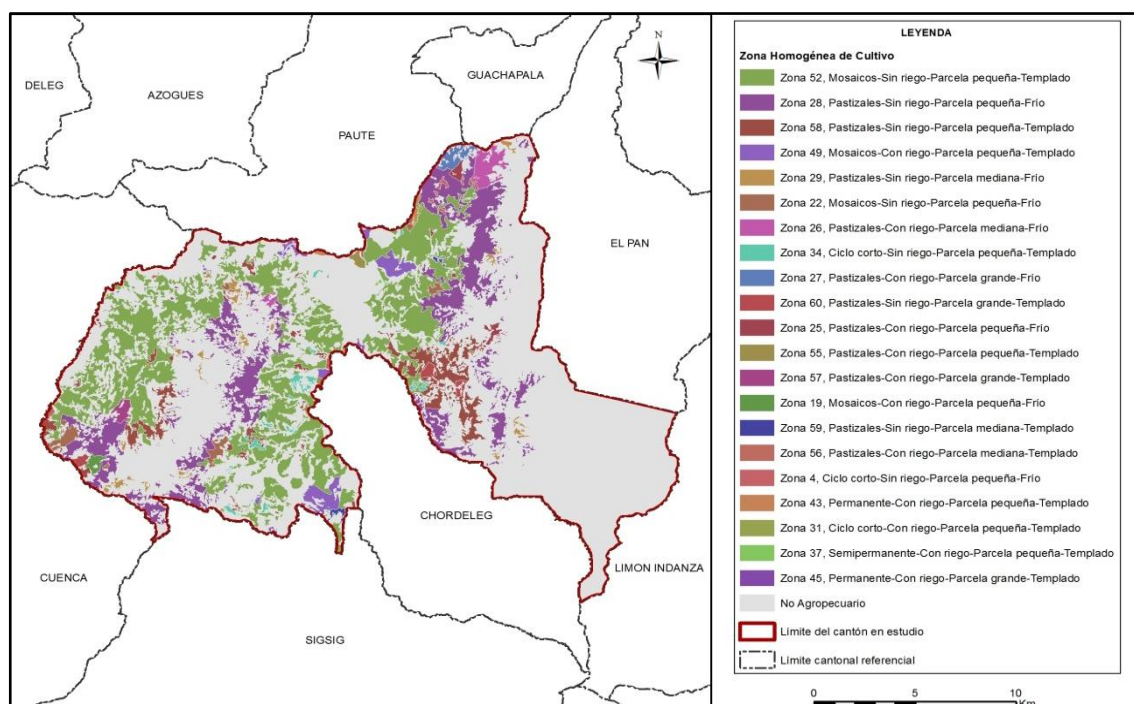 N
DELEG
AZOGUES
GUACHAPALA
PAUTE
EL PAN
CHORDELEG
CUENCA
LIMON INDANZA
SIGSIG
LEYENDA
Zona Homogénea de Cultivo
Zona 52, Mosaicos-Sin riego-Parcela pequeña-Templado
Zona 28, Pastizales-Sin riego-Parcela pequeña-Frío
Zona 58, Pastizales-Sin riego-Parcela pequeña-Templado
Zona 49, Mosaicos-Con riego-Parcela pequeña-Templado
Zona 29, Pastizales-Sin riego-Parcela mediana-Frío
Zona 22, Mosaicos-Sin riego-Parcela pequeña-Frío
Zona 26, Pastizales-Con riego-Parcela mediana-Frío
Zona 34, Ciclo corto-Sin riego-Parcela pequeña-Templado
Zona 27, Pastizales-Con riego-Parcela grande-Frío
Zona 60, Pastizales-Sin riego-Parcela grande-Templado
Zona 25, Pastizales-Con riego-Parcela pequeña-Frío
Zona 55, Pastizales-Con riego-Parcela pequeña-Templado
Zona 57, Pastizales-Con riego-Parcela grande-Templado
Zona 19, Mosaicos-Con riego-Parcela pequeña-Frío
Zona 59, Pastizales-Sin riego-Parcela mediana-Templado
Zona 56, Pastizales-Con riego-Parcela mediana-Templado
Zona 4, Ciclo corto-Sin riego-Parcela pequeña-Frío
Zona 43, Permanente-Con riego-Parcela pequeña-Templado
Zona 31, Ciclo corto-Con riego-Parcela pequeña-Templado
Zona 37, Semipermanente-Con riego-Parcela pequeña-Templado
Zona 45, Permanente-Con riego-Parcela grande-Templado
No Agropecuario
Límite del cantón en estudio
Límite cantonal referencial
0 5 10
Km